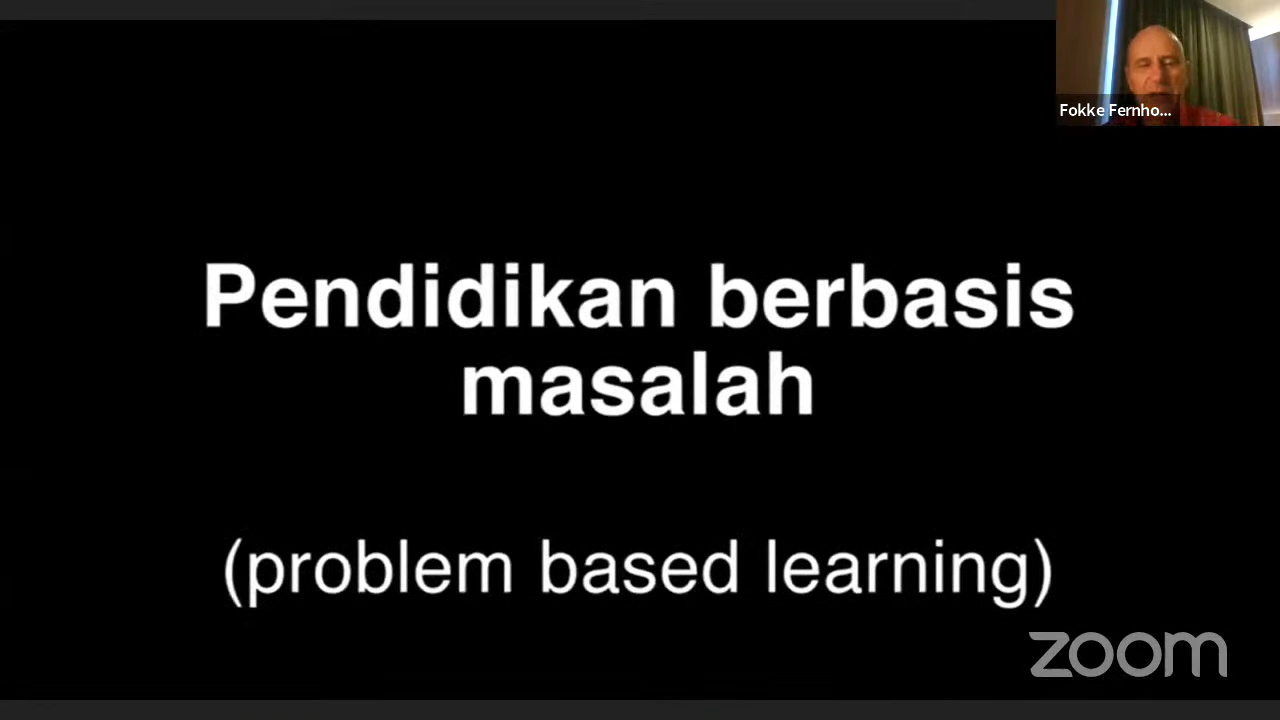 Fokke Fernho...
Pendidikan berbasis
masalah
(problem based learning)
zoom